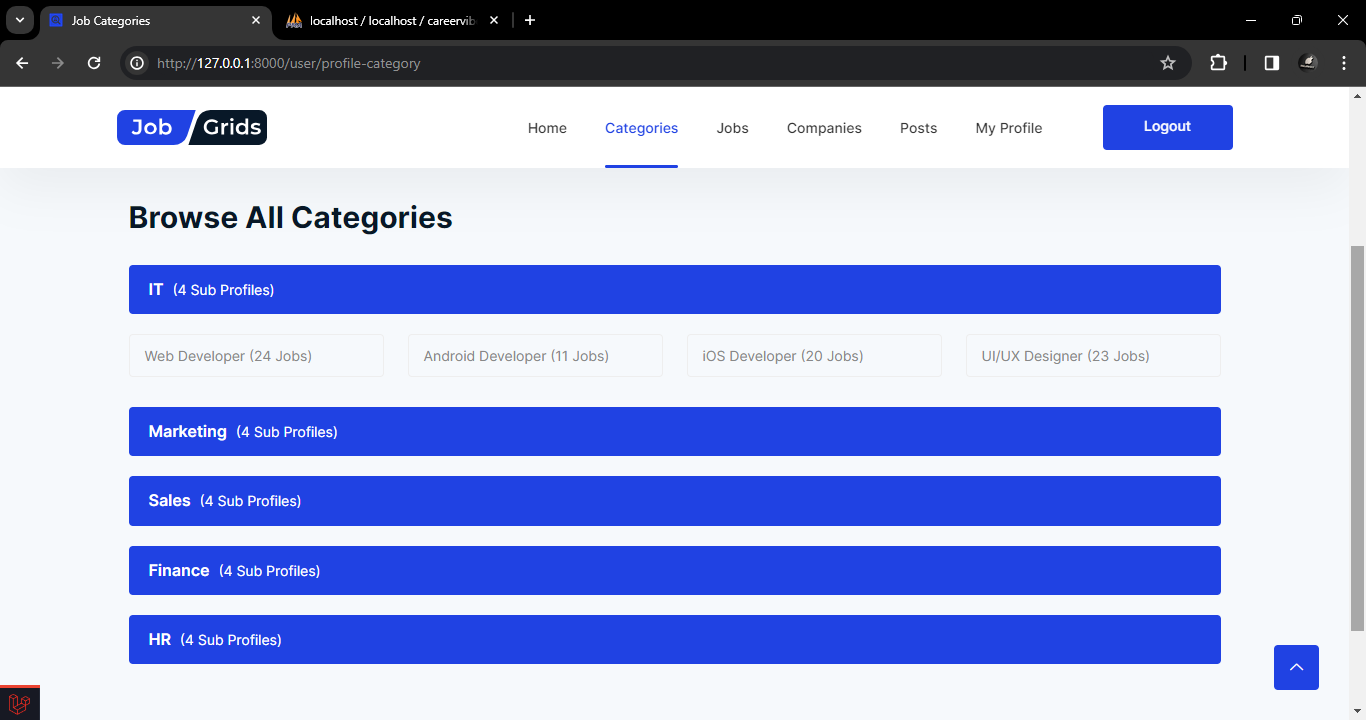 Job Categories
localhost / localhost / careervib
http://127.0.0.1:8000/user/profile-category
Job Grids
Home
Categories
Jobs
Companies
Posts
My Profile
Logout
Browse All Categories
IT (4 Sub Profiles)
Web Developer (24 Jobs)
Android Developer (11 Jobs)
iOS Developer (20 Jobs)
UI/UX Designer (23 Jobs)
Marketing (4 Sub Profiles)
Sales (4 Sub Profiles)
Finance (4 Sub Profiles)
HR (4 Sub Profiles)